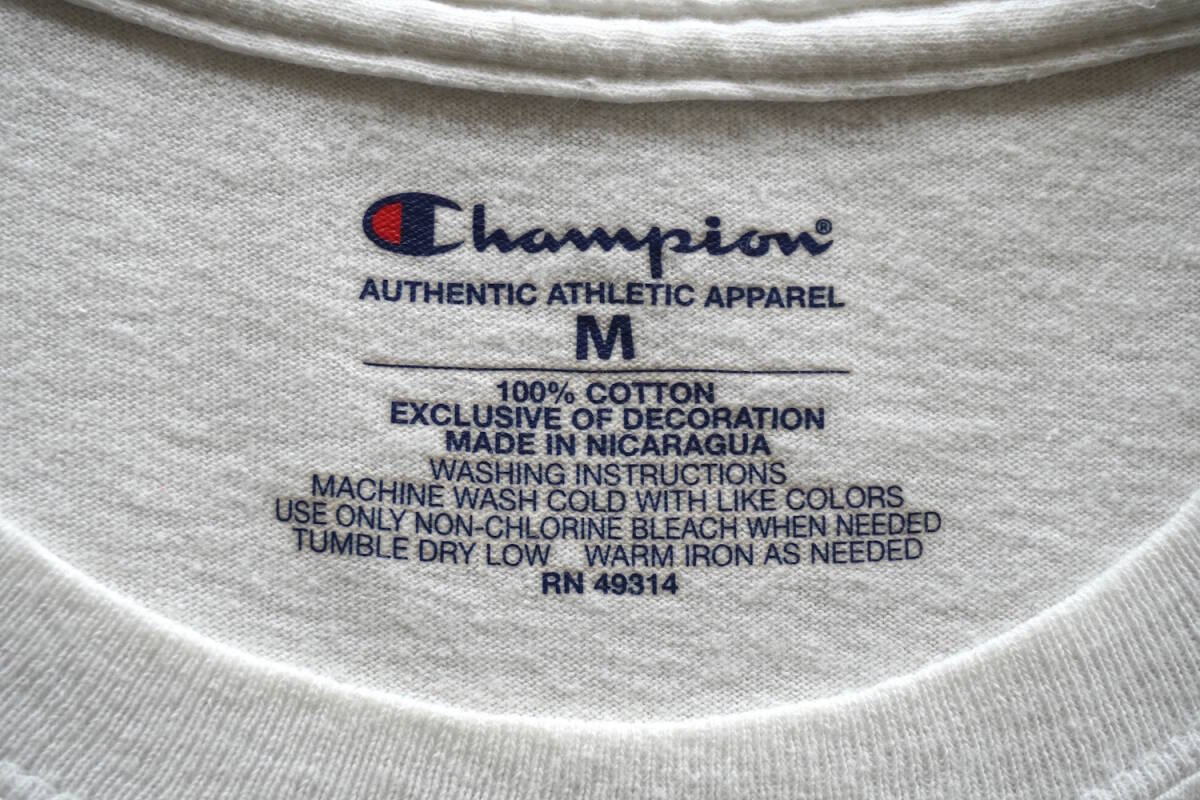 Champion®
AUTHENTIC ATHLETIC APPAREL
M
100% COTTON
EXCLUSIVE OF DECORATION
MADE IN NICARAGUA
WASHING INSTRUCTIONS
MACHINE WASH COLD WITH LIKE COLORS
USE ONLY NON-CHLORINE BLEACH WHEN NEEDED
TUMBLE DRY LOW WARM IRON AS NEEDED
RN 49314